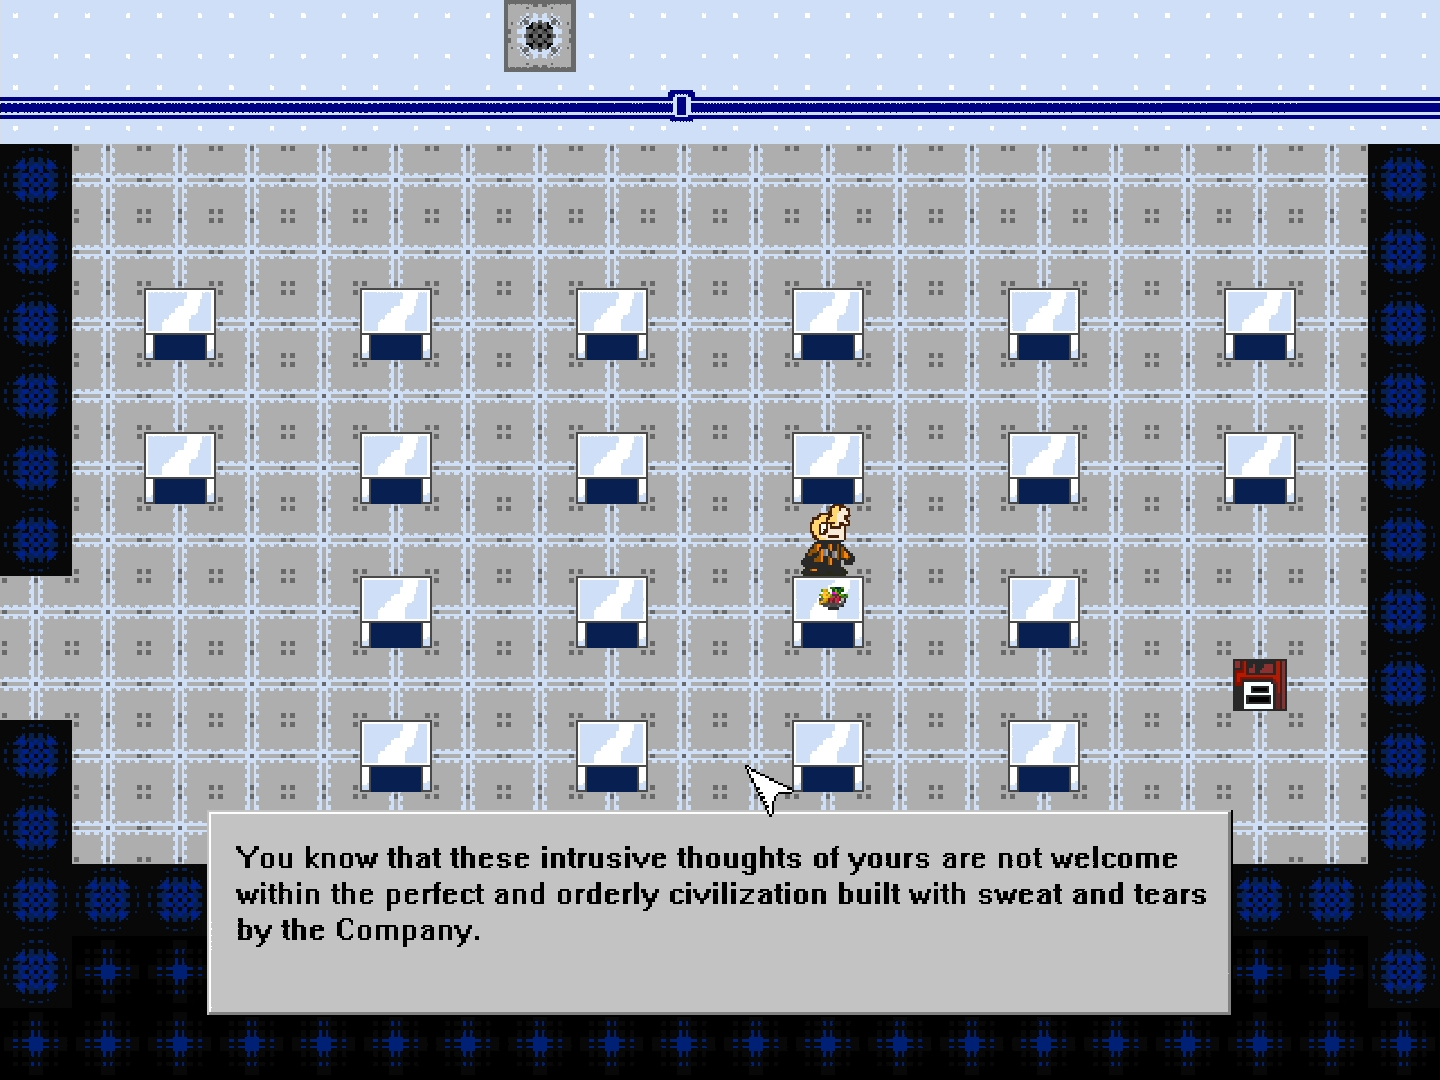 You know that these intrusive thoughts of yours are not welcome
within the perfect and orderly civilization built with sweat and tears
by the Company.